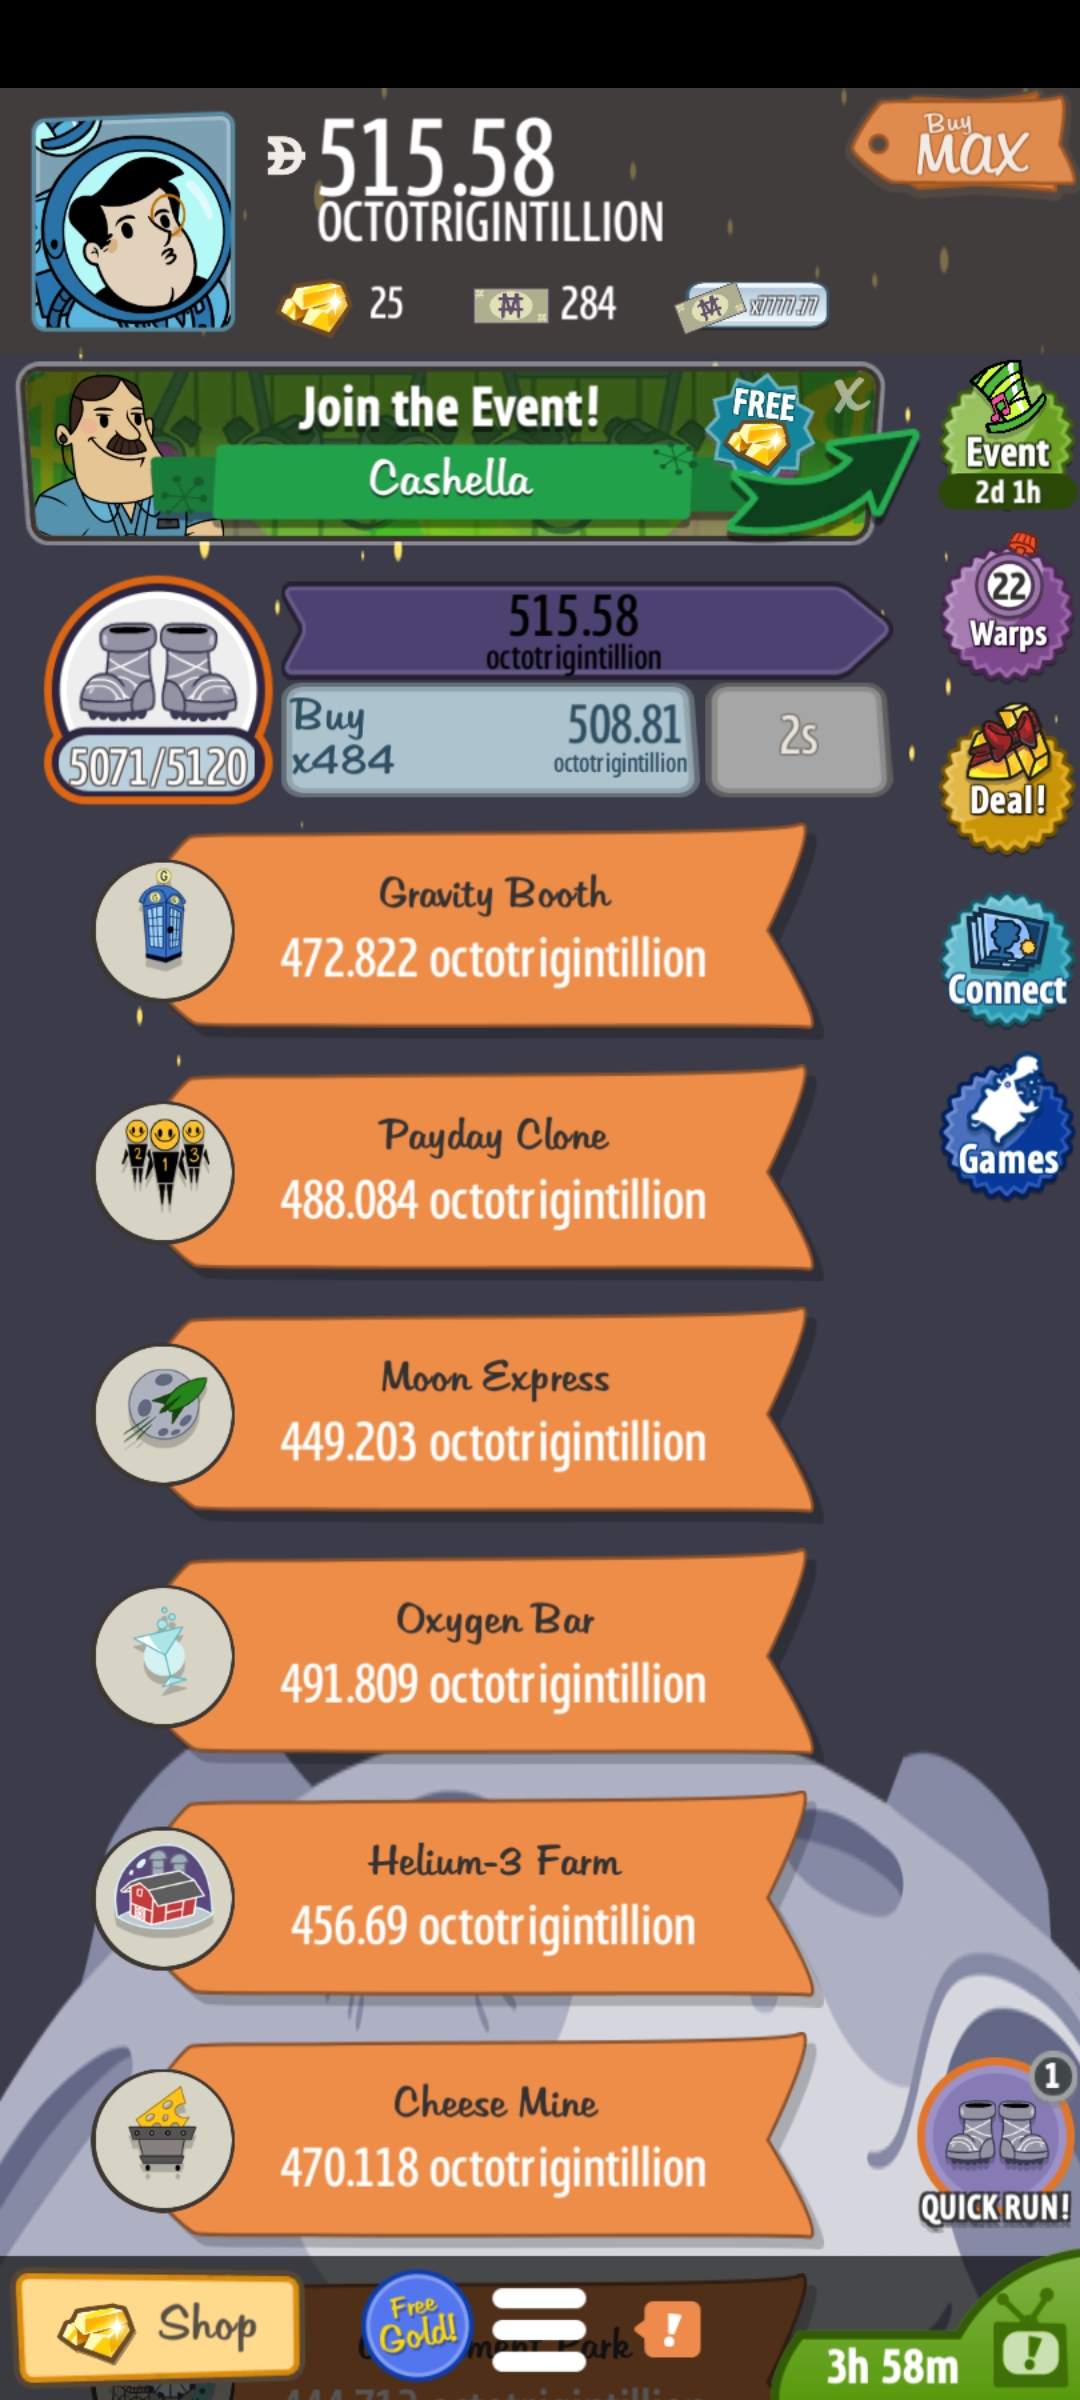 515.58
OCTOTRIGINTILLION
Buy
MAX
25
284
x7777.77
Join the Event!
Cashella
FREE
X
Event
2d 1h
22
Warps
Deal!
Connect
Games
515.58
octotrigintillion
5071/5120
Buy
x484
508.81
octotrigintillion
2s
G
Gravity Booth
472.822 octotrigintillion
2 1 3
Payday Clone
488.084 octotrigintillion
Moon Express
449.203 octotrigintillion
Oxygen Bar
491.809 octotrigintillion
Helium-3 Farm
456.69 octotrigintillion
Cheese Mine
470.118 octotrigintillion
1
QUICK RUN!
Shop
Free
Gold!
Park
!
3h 58m
!